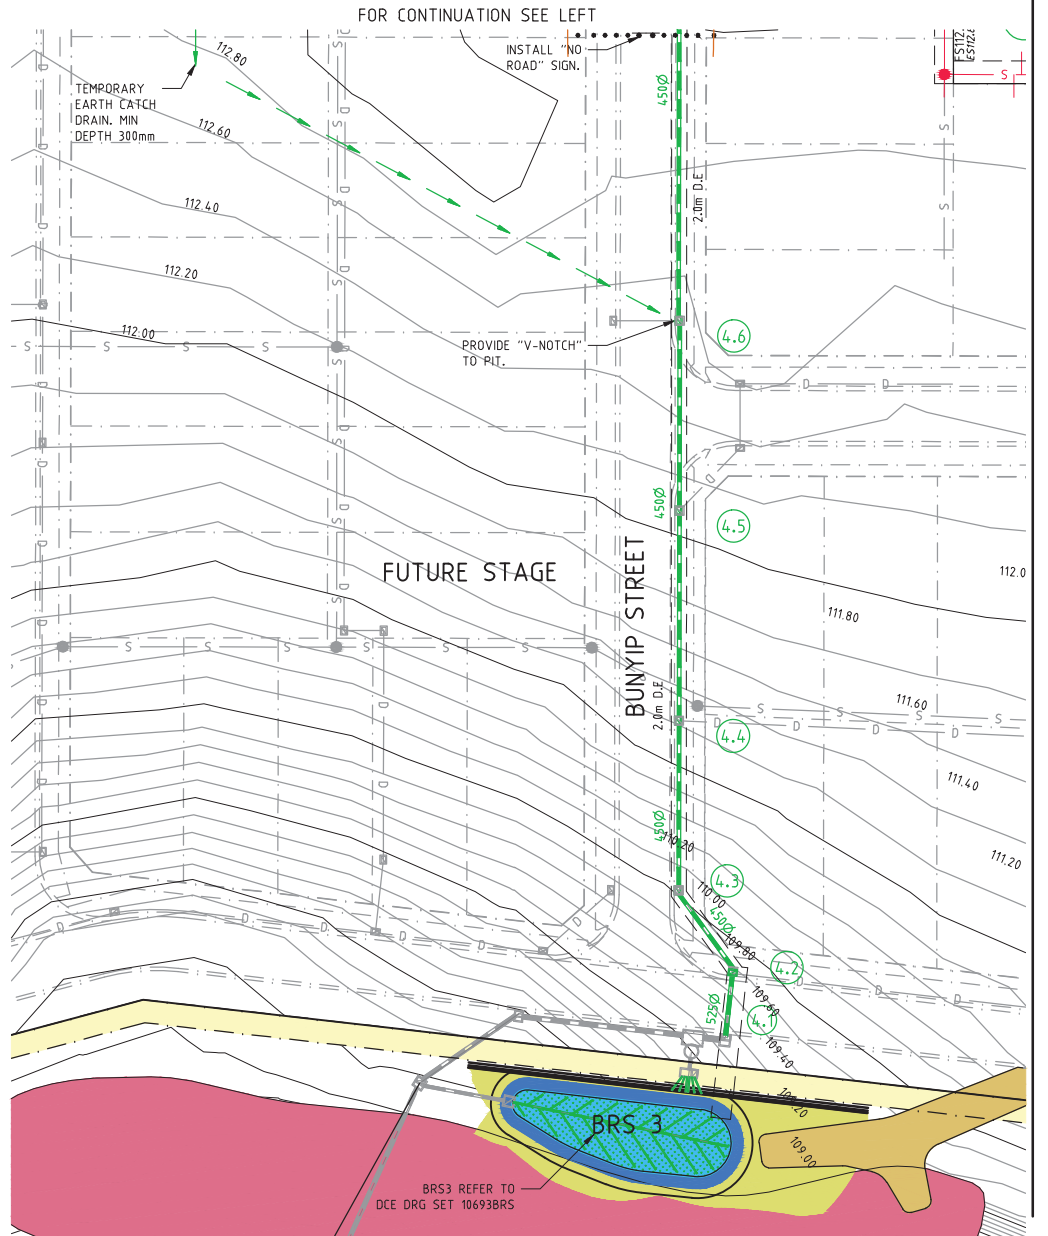 FOR CONTINUATION SEE LEFT
INSTALL "NO
ROAD" SIGN.
FS112.
S
112.80
TEMPORARY
EARTH CATCH
DRAIN. MIN
DEPTH 300mm
450Ø
112.60
S
2.0m D.E
112.40
S
112.20
112.00
S S S S
PROVIDE "V-NOTCH"
TO PIT.
4.6
D D
D
450Ø
4.5
FUTURE STAGE
BUNYIP STREET
112.0
111.80
S S S S
2.0m D.E
111.60
S S S S
D D D D
4.4
111.40
450Ø
110.20
111.20
4.3
110.00
450Ø
109.80
D D D D D D
4.2
109.60
525Ø
4.
109.40
109.00
BRS 3
BRS3 REFER TO
DCE DRG SET 10693BRS